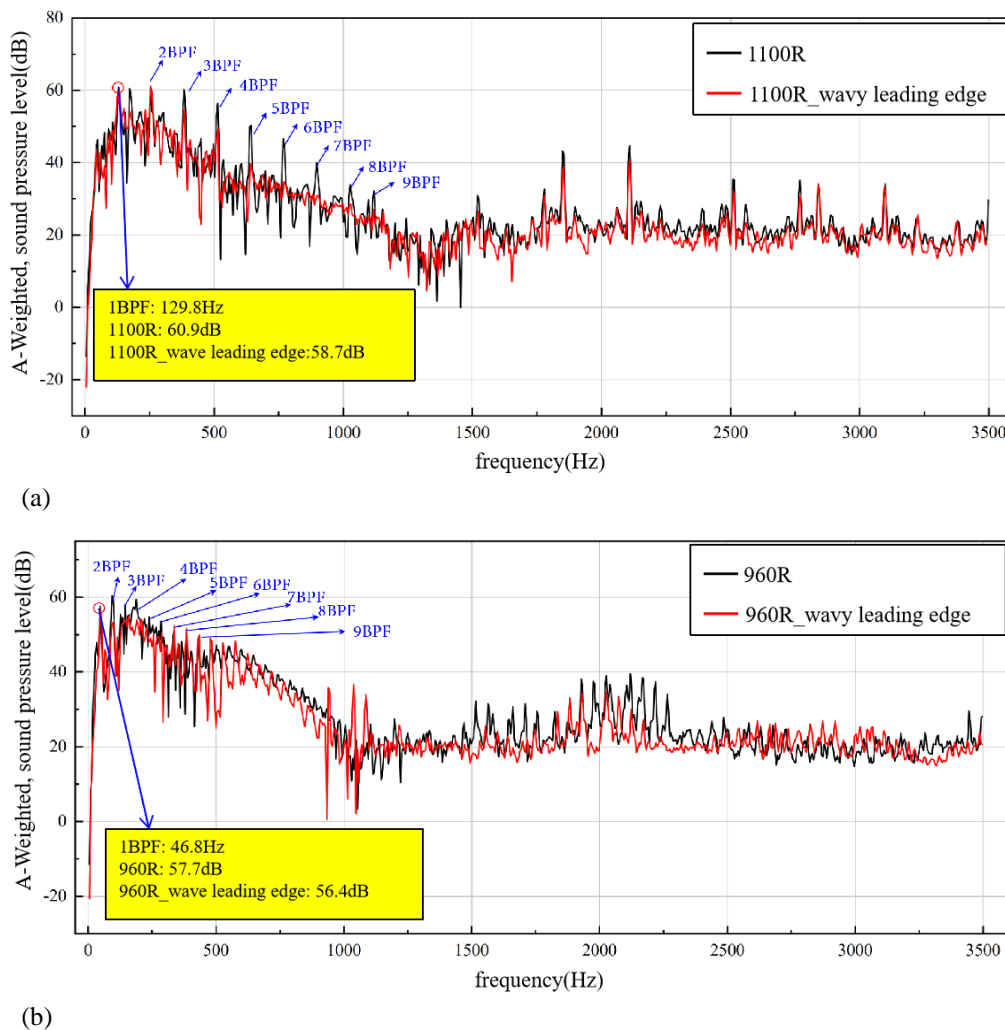 80
60
40
20
0
-20
A-Weighted, sound pressure level(dB)
1100R
1100R_wavy leading edge
2BPF
3BPF
4BPF
5BPF
6BPF
7BPF
8BPF
9BPF
1BPF: 129.8Hz
1100R: 60.9dB
1100R_wave leading edge:58.7dB
0 500 1000 1500 2000 2500 3000 3500
frequency(Hz)
(a)
80
60
40
20
0
-20
A-Weighted, sound pressure level(dB)
960R
960R_wavy leading edge
2BPF
3BPF
4BPF
5BPF
6BPF
7BPF
8BPF
9BPF
1BPF: 46.8Hz
960R: 57.7dB
960R_wave leading edge: 56.4dB
0 500 1000 1500 2000 2500 3000 3500
frequency(Hz)
(b)